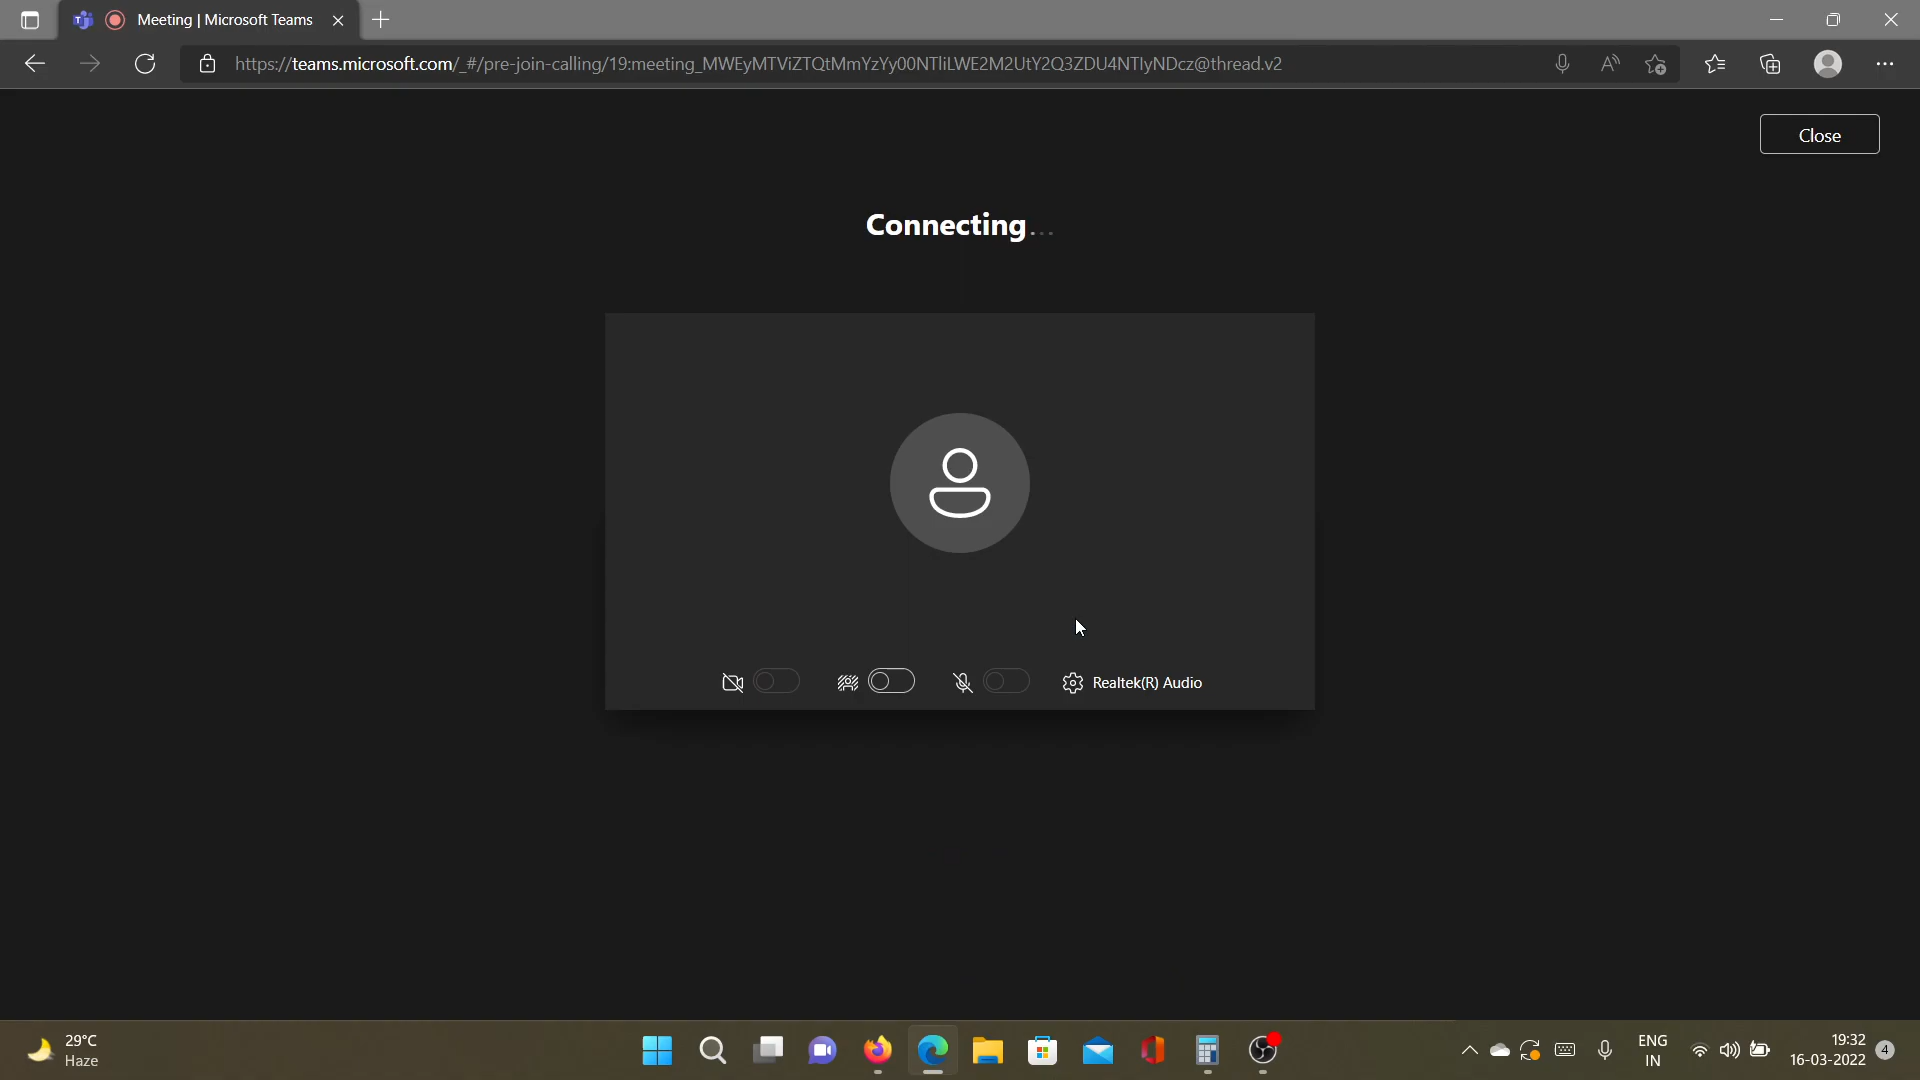 Meeting | Microsoft Teams
https://teams.microsoft.com/_#/pre-join-calling/19:meeting_MWEyMTViZTQtMmYzYy00NTliLWE2M2UtY2Q3ZDU4NTIyNDcz@thread.v2
Close
Connecting...
Realtek(R) Audio
29°C
Haze
ENG
IN
19:32
16-03-2022
4